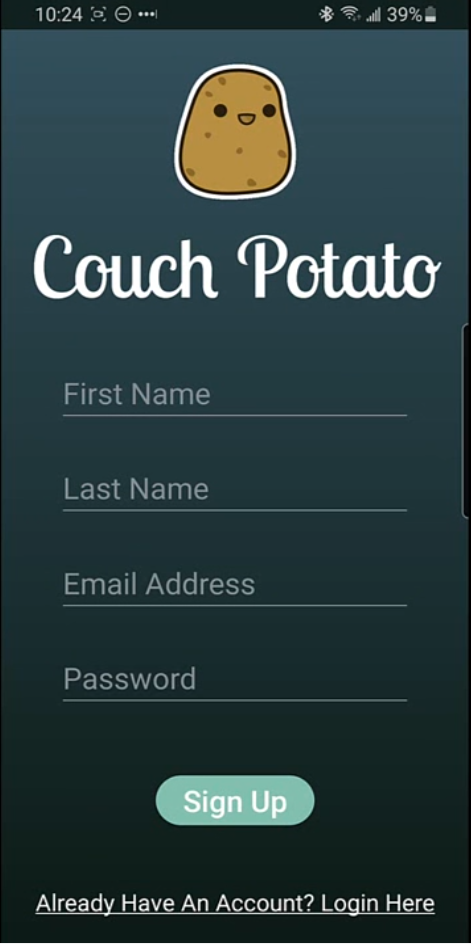 10:24 39%
Couch Potato
First Name
Last Name
Email Address
Password
Sign Up
Already Have An Account? Login Here